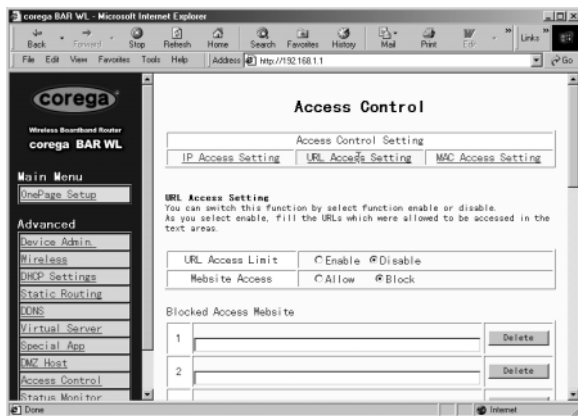 corega BAR WL - Microsoft Internet Explorer
Back Forward Stop Refresh Home Search Favorites History Mail Print Edit » Links »
File Edit View Favorites Tools Help Address http://192.168.1.1 Go
corega
Wireless Boardband Router
corega BAR WL
Main Menu
OnePage Setup
Advanced
Device Admin.
Wireless
DHCP Settings
Static Routing
DDNS
Virtual Server
Special App
DMZ Host
Access Control
Status Monitor
Access Control
Access Control Setting
IP Access Setting URL Access Setting MAC Access Setting
URL Access Setting
You can switch this function by select function enable or disable.
As you select enable, fill the URLs which were allowed to be accessed in the
text areas.
URL Access Limit Enable Disable
Website Access Allow Block
Blocked Access Website
1 Delete
2 Delete
Done Internet